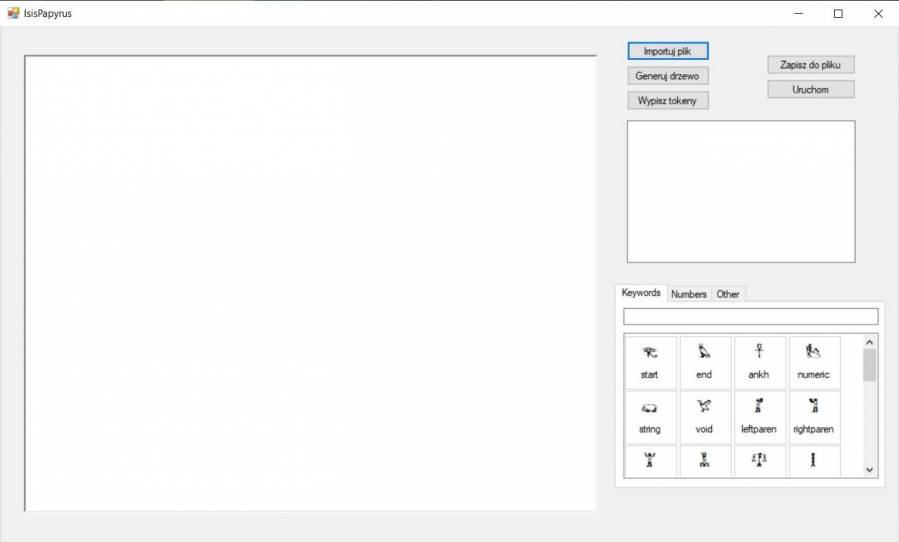 IsisPapyrus
Importuj plik
Generuj drzewo
Wypisz tokeny
Zapisz do pliku
Uruchom
Keywords Numbers Other
start end ankh numeric
string void leftparen rightparen